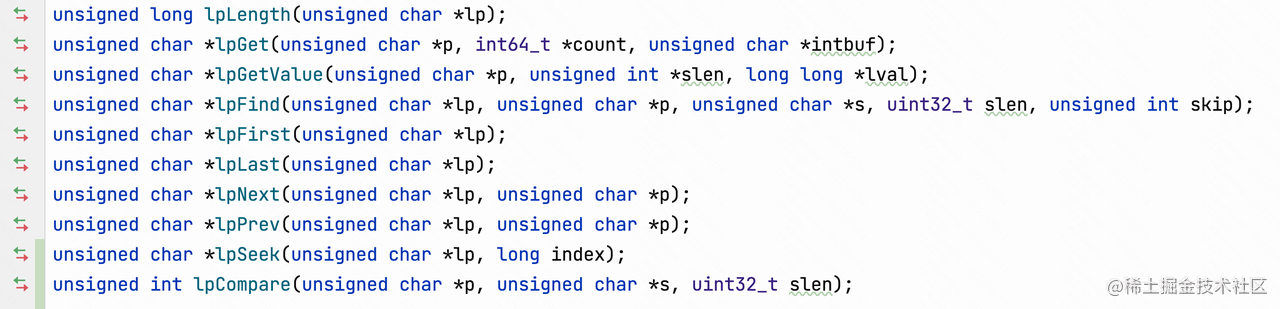 unsigned long lpLength(unsigned char *lp);
unsigned char *lpGet(unsigned char *p, int64_t *count, unsigned char *intbuf);
unsigned char *lpGetValue(unsigned char *p, unsigned int *slen, long long *lval);
unsigned char *lpFind(unsigned char *lp, unsigned char *p, unsigned char *s, uint32_t slen, unsigned int skip);
unsigned char *lpFirst(unsigned char *lp);
unsigned char *lpLast(unsigned char *lp);
unsigned char *lpNext(unsigned char *lp, unsigned char *p);
unsigned char *lpPrev(unsigned char *lp, unsigned char *p);
unsigned char *lpSeek(unsigned char *lp, long index);
unsigned int lpCompare(unsigned char *p, unsigned char *s, uint32_t slen);
@稀土掘金技术社区